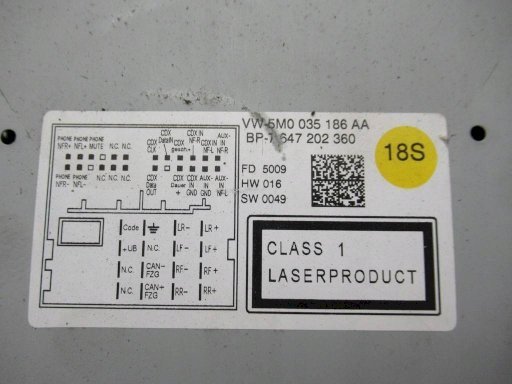 VW 5M0 035 186 AA
BP-7 647 202 360
FD 5009
HW 016
SW 0049
18S
CLASS 1
LASERPRODUCT
PHONE PHONE PHONE
NFR+ NFL+ MUTE N.C. N.C.
CDX CLK
CDX DataIN
CDX gesch.+
CDX IN NF-R
CDX IN NF-L
AUX-IN NF-R
PHONE PHONE
NFR- NFL- N.C. N.C. N.C.
CDX Data OUT
CDX Dauer +
CDX IN GND
AUX-IN GND
AUX-IN NF-L
Code LR- LR+
+UB N.C. LF- LF+
N.C. CAN- FZG RF- RF+
N.C. CAN+ FZG RR- RR+